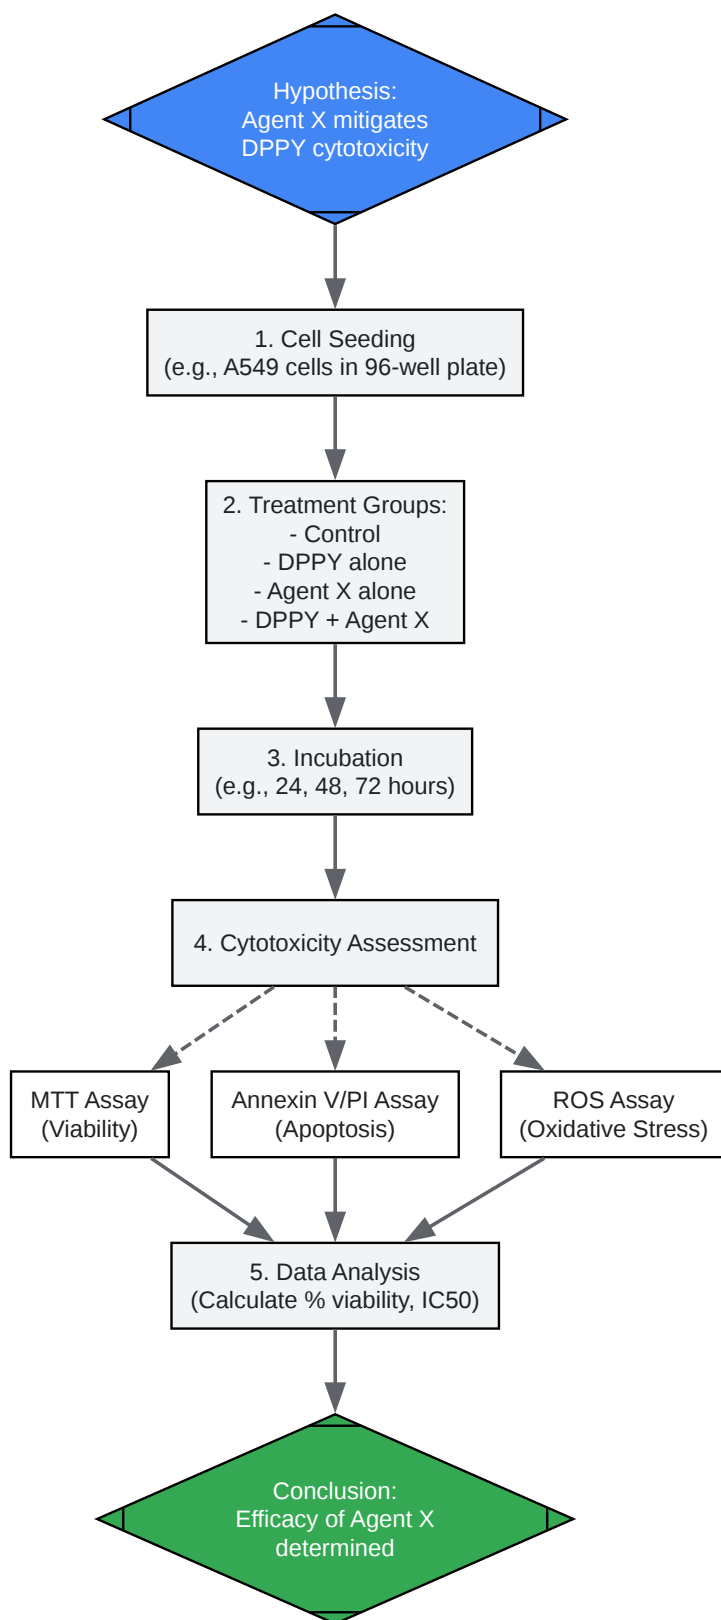 Hypothesis:
Agent X mitigates
DPPY cytotoxicity
1. Cell Seeding
(e.g., A549 cells in 96-well plate)
2. Treatment Groups:
- Control
- DPPY alone
- Agent X alone
- DPPY + Agent X
3. Incubation
(e.g., 24, 48, 72 hours)
4. Cytotoxicity Assessment
MTT Assay
(Viability)
Annexin V/PI Assay
(Apoptosis)
ROS Assay
(Oxidative Stress)
5. Data Analysis
(Calculate % viability, IC50)
Conclusion:
Efficacy of Agent X
determined